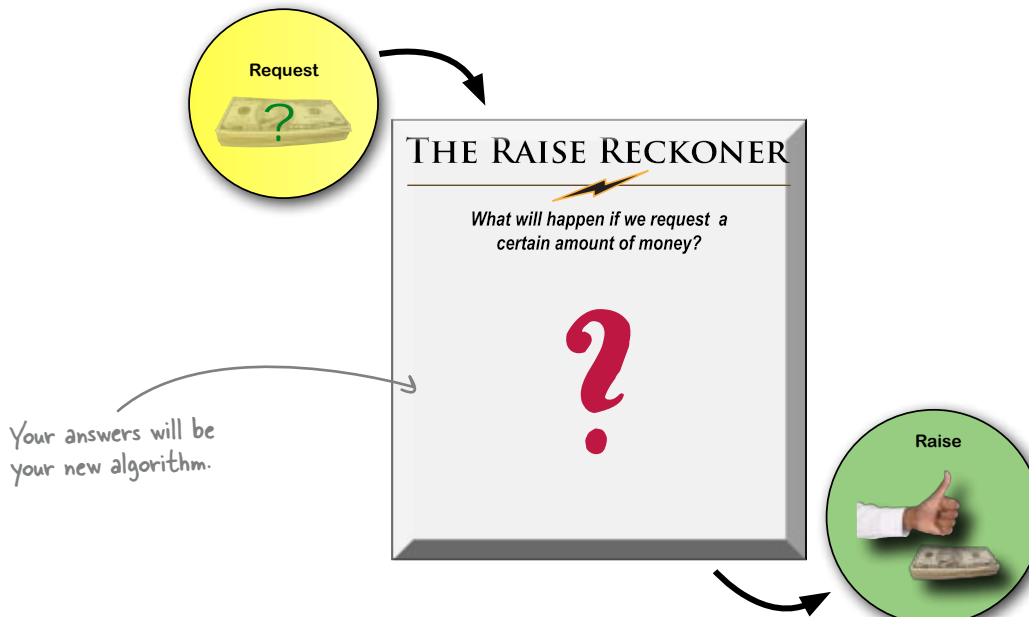 Request
?
THE RAISE RECKONER
What will happen if we request a
certain amount of money?
?
Your answers will be
your new algorithm.
Raise